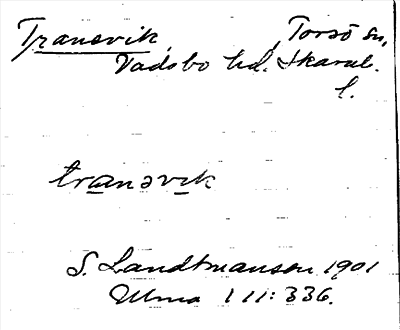 Tranevik, Torsö sn,
Vadsbo hd, Skarab.
l.
tranəvik
S. Landtmanson 1901
Ulma 111:336.